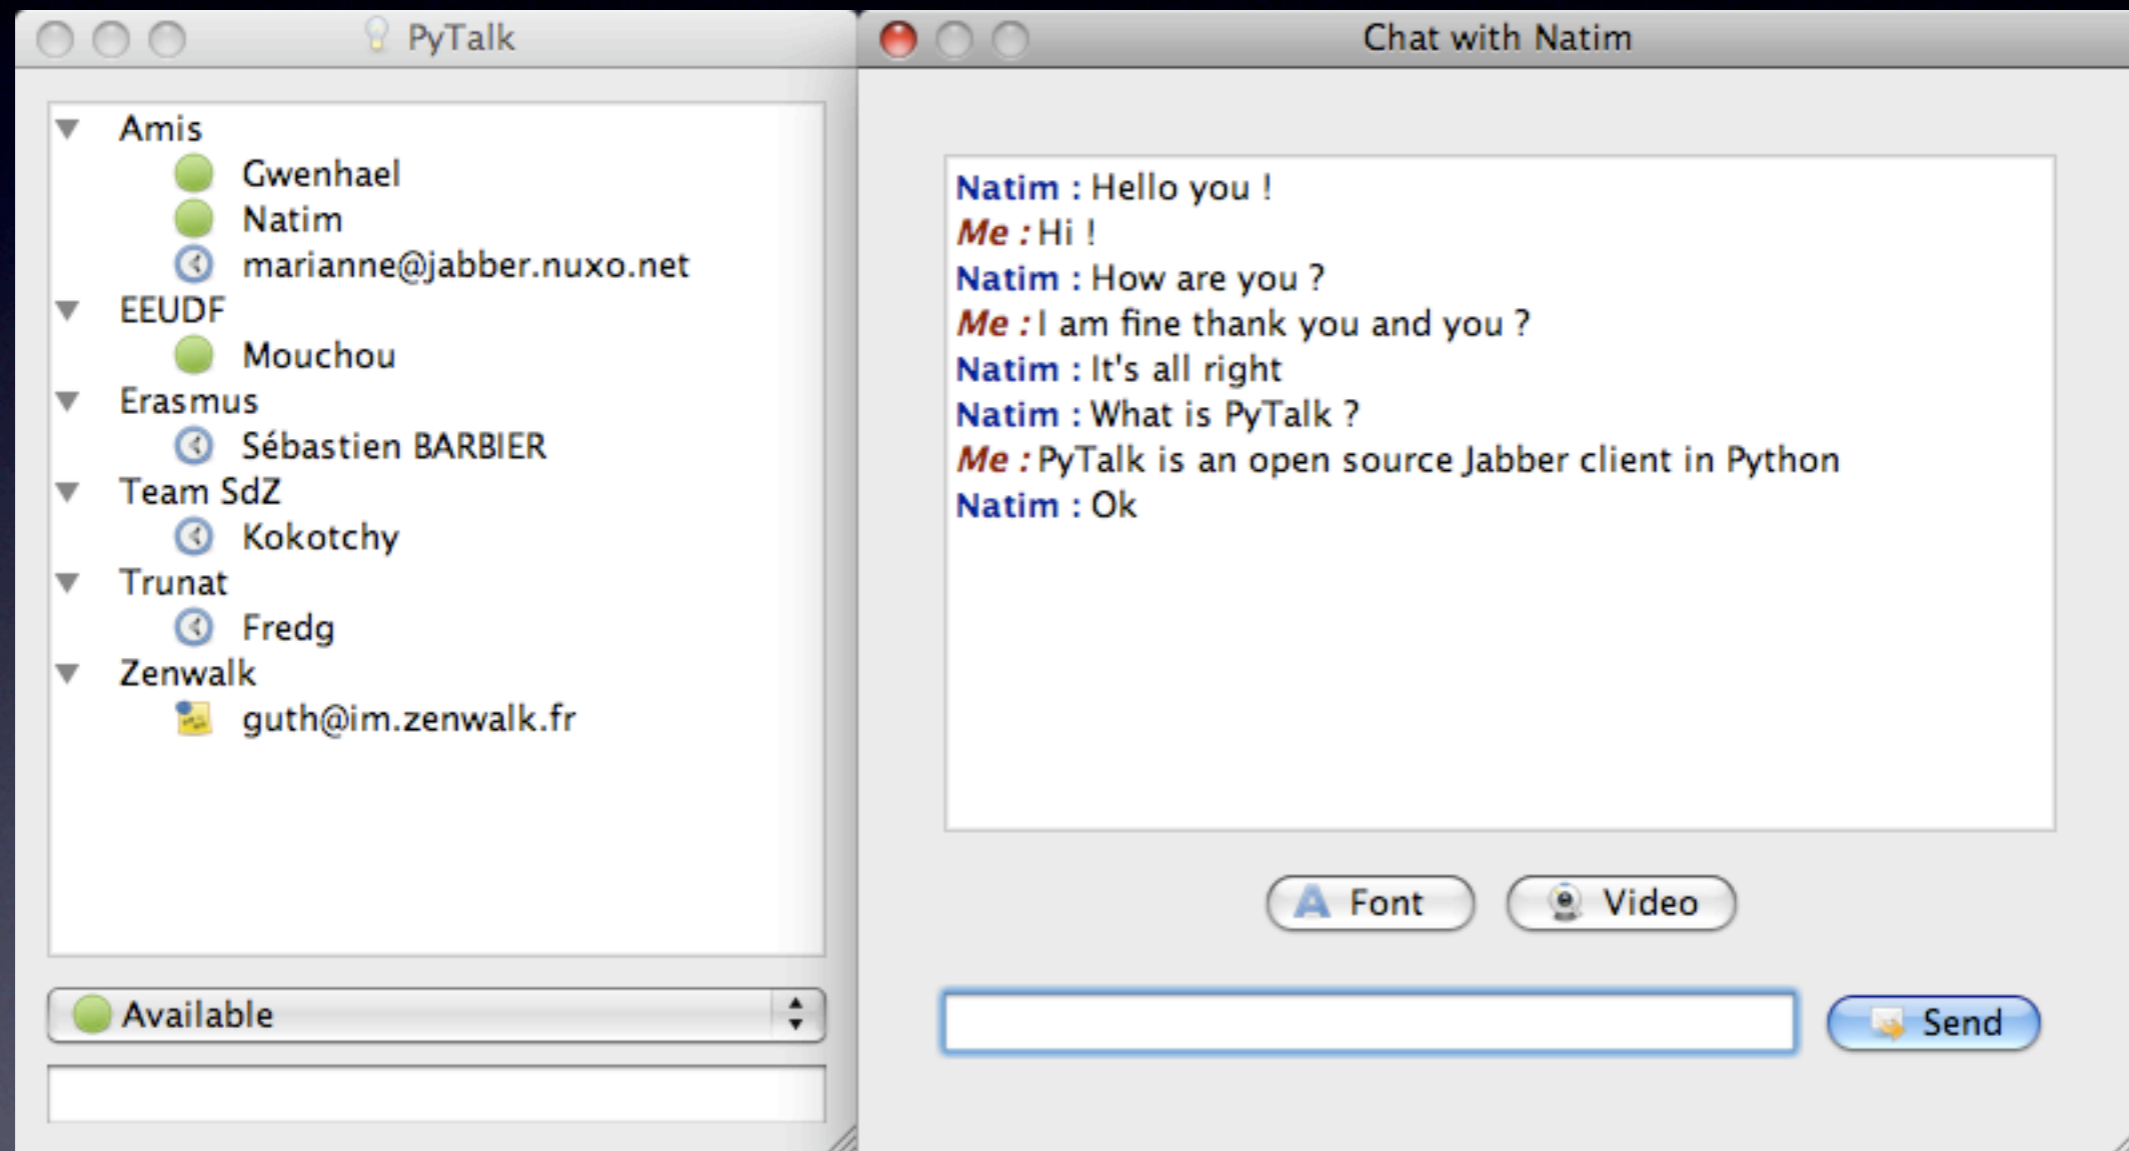 PyTalk
Amis
Gwenhael
Natim
marianne@jabber.nuxo.net
EEUDF
Mouchou
Erasmus
Sébastien BARBIER
Team SdZ
Kokotchy
Trunat
Fredg
Zenwalk
guth@im.zenwalk.fr
Available
Chat with Natim
Natim : Hello you !
Me : Hi !
Natim : How are you ?
Me : I am fine thank you and you ?
Natim : It's all right
Natim : What is PyTalk ?
Me : PyTalk is an open source Jabber client in Python
Natim : Ok
Font Video
Send